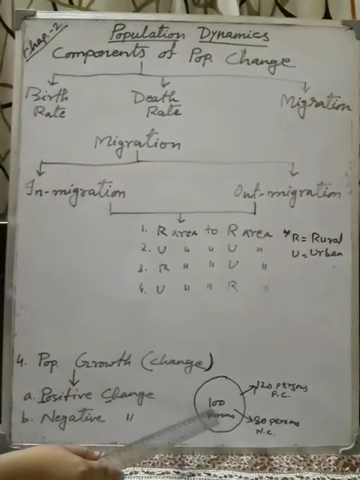 Chap.-2
Population Dynamics
Components of Pop. Change
Birth Rate
Death Rate
Migration
Migration
In-migration
Out-migration
1. R area to R area
2. U " " U "
3. R " " U "
4. U " " R "
* R = Rural
U = Urban
4. Pop. Growth (change)
a. Positive Change
b. Negative "
100
120 persons
P.C.
80 persons
N.C.